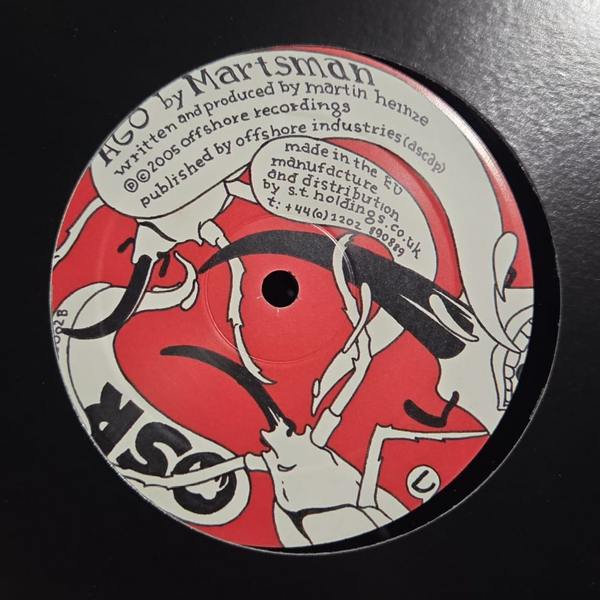 AGO by Martsman
written and produced by martin heinze
℗©2005 offshore recordings
published by offshore industries (ascap)
made in the EU
manufacture
and distribution
by s.t. holdings.co.uk
t: +44(0)1202 890889
OSR